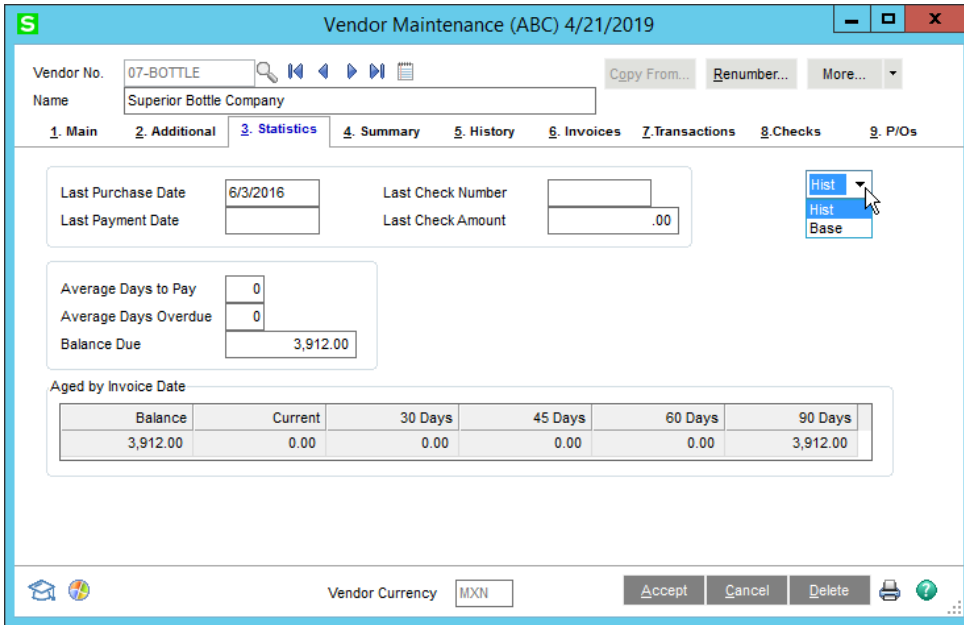 S Vendor Maintenance (ABC) 4/21/2019 X
Vendor No. 07-BOTTLE Copy From... Renumber... More...
Name Superior Bottle Company
1. Main 2. Additional 3. Statistics 4. Summary 5. History 6. Invoices 7.Transactions 8.Checks 9. P/Os
Last Purchase Date 6/3/2016 Last Check Number Hist
Last Payment Date Last Check Amount .00 Hist
Base
Average Days to Pay 0
Average Days Overdue 0
Balance Due 3,912.00
Aged by Invoice Date
Balance Current 30 Days 45 Days 60 Days 90 Days
3,912.00 0.00 0.00 0.00 0.00 3,912.00
Vendor Currency MXN Accept Cancel Delete ?